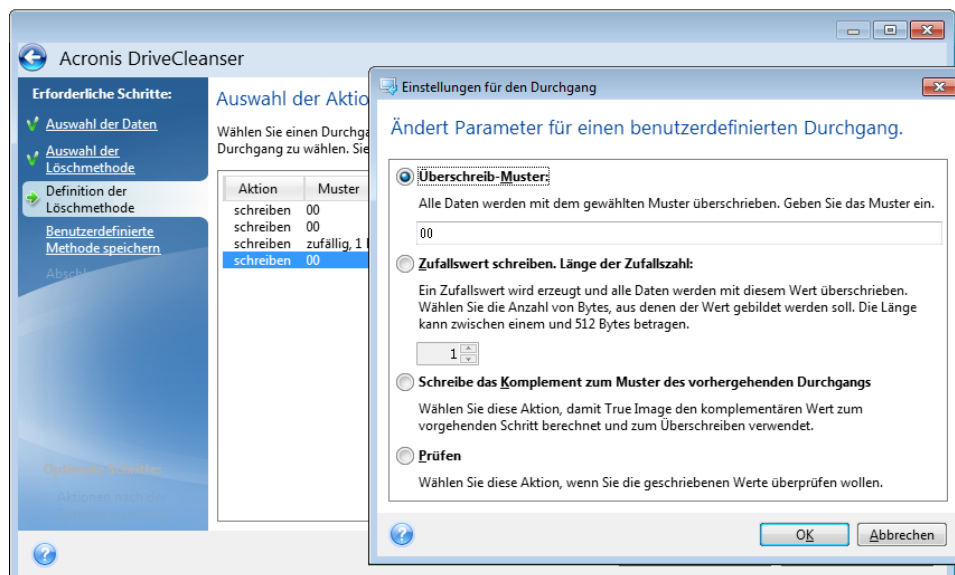 Acronis DriveCleanser
Erforderliche Schritte:
Auswahl der Daten
Auswahl der
Löschmethode
Definition der
Löschmethode
Benutzerdefinierte
Methode speichern
Optionale Schritte:
Aktionen nach der
Auswahl der Aktio
Wählen Sie einen Durchga
Durchgang zu wählen. Sie
Aktion Muster
schreiben 00
schreiben 00
schreiben zufällig, 1
schreiben 00
Einstellungen für den Durchgang
Ändert Parameter für einen benutzerdefinierten Durchgang.
Überschreib-Muster:
Alle Daten werden mit dem gewählten Muster überschrieben. Geben Sie das Muster ein.
00
Zufallswert schreiben. Länge der Zufallszahl:
Ein Zufallswert wird erzeugt und alle Daten werden mit diesem Wert überschrieben.
Wählen Sie die Anzahl von Bytes, aus denen der Wert gebildet werden soll. Die Länge
kann zwischen einem und 512 Bytes betragen.
1
Schreibe das Komplement zum Muster des vorhergehenden Durchgangs
Wählen Sie diese Aktion, damit True Image den komplementären Wert zum
vorgehenden Schritt berechnet und zum Überschreiben verwendet.
Prüfen
Wählen Sie diese Aktion, wenn Sie die geschriebenen Werte überprüfen wollen.
OK Abbrechen